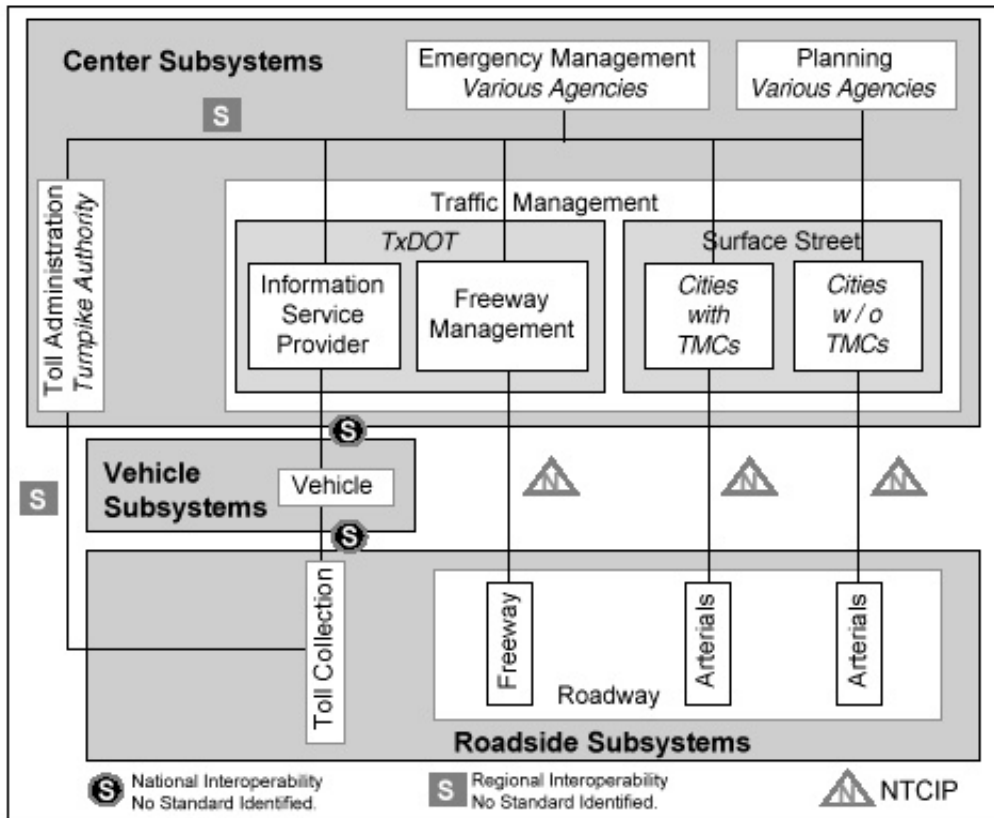 Center Subsystems
Emergency Management
Various Agencies
Planning
Various Agencies
S
Toll Administration
Turnpike Authority
Traffic Management
TxDOT
Surface Street
Information
Service
Provider
Freeway
Management
Cities
with
TMCs
Cities
w / o
TMCs
S
Vehicle
Subsystems
Vehicle
S
N
N
N
S
S
Toll Collection
Freeway
Arterials
Arterials
Roadway
Roadside Subsystems
S
National Interoperability
No Standard Identified.
S
Regional Interoperability
No Standard Identified.
N
NTCIP